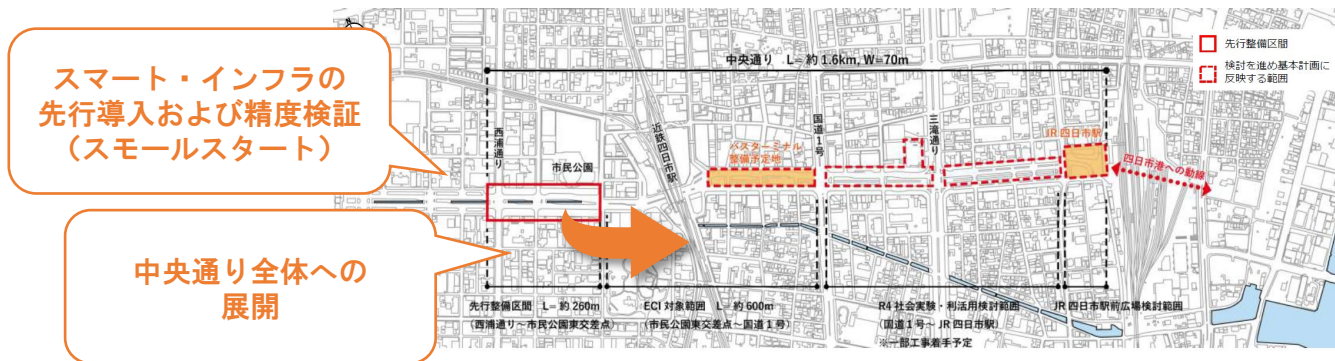 スマート・インフラの
先行導入および精度検証
（スモールスタート）
中央通り全体への
展開
中央通り L=約1.6km, W=70m
先行整備区間
検討を進め基本計画に
反映する範囲
西浦通り
市民公園
近鉄四日市駅
バスターミナル
整備予定地
国道1号
三滝通り
JR四日市駅
四日市港への動線
先行整備区間 L=約260m
（西浦通り～市民公園東交差点）
ECI対象範囲 L=約600m
（市民公園東交差点～国道1号）
R4社会実験・利活用検討範囲
（国道1号～JR四日市駅）
※一部工事着手予定
JR四日市駅前広場検討範囲